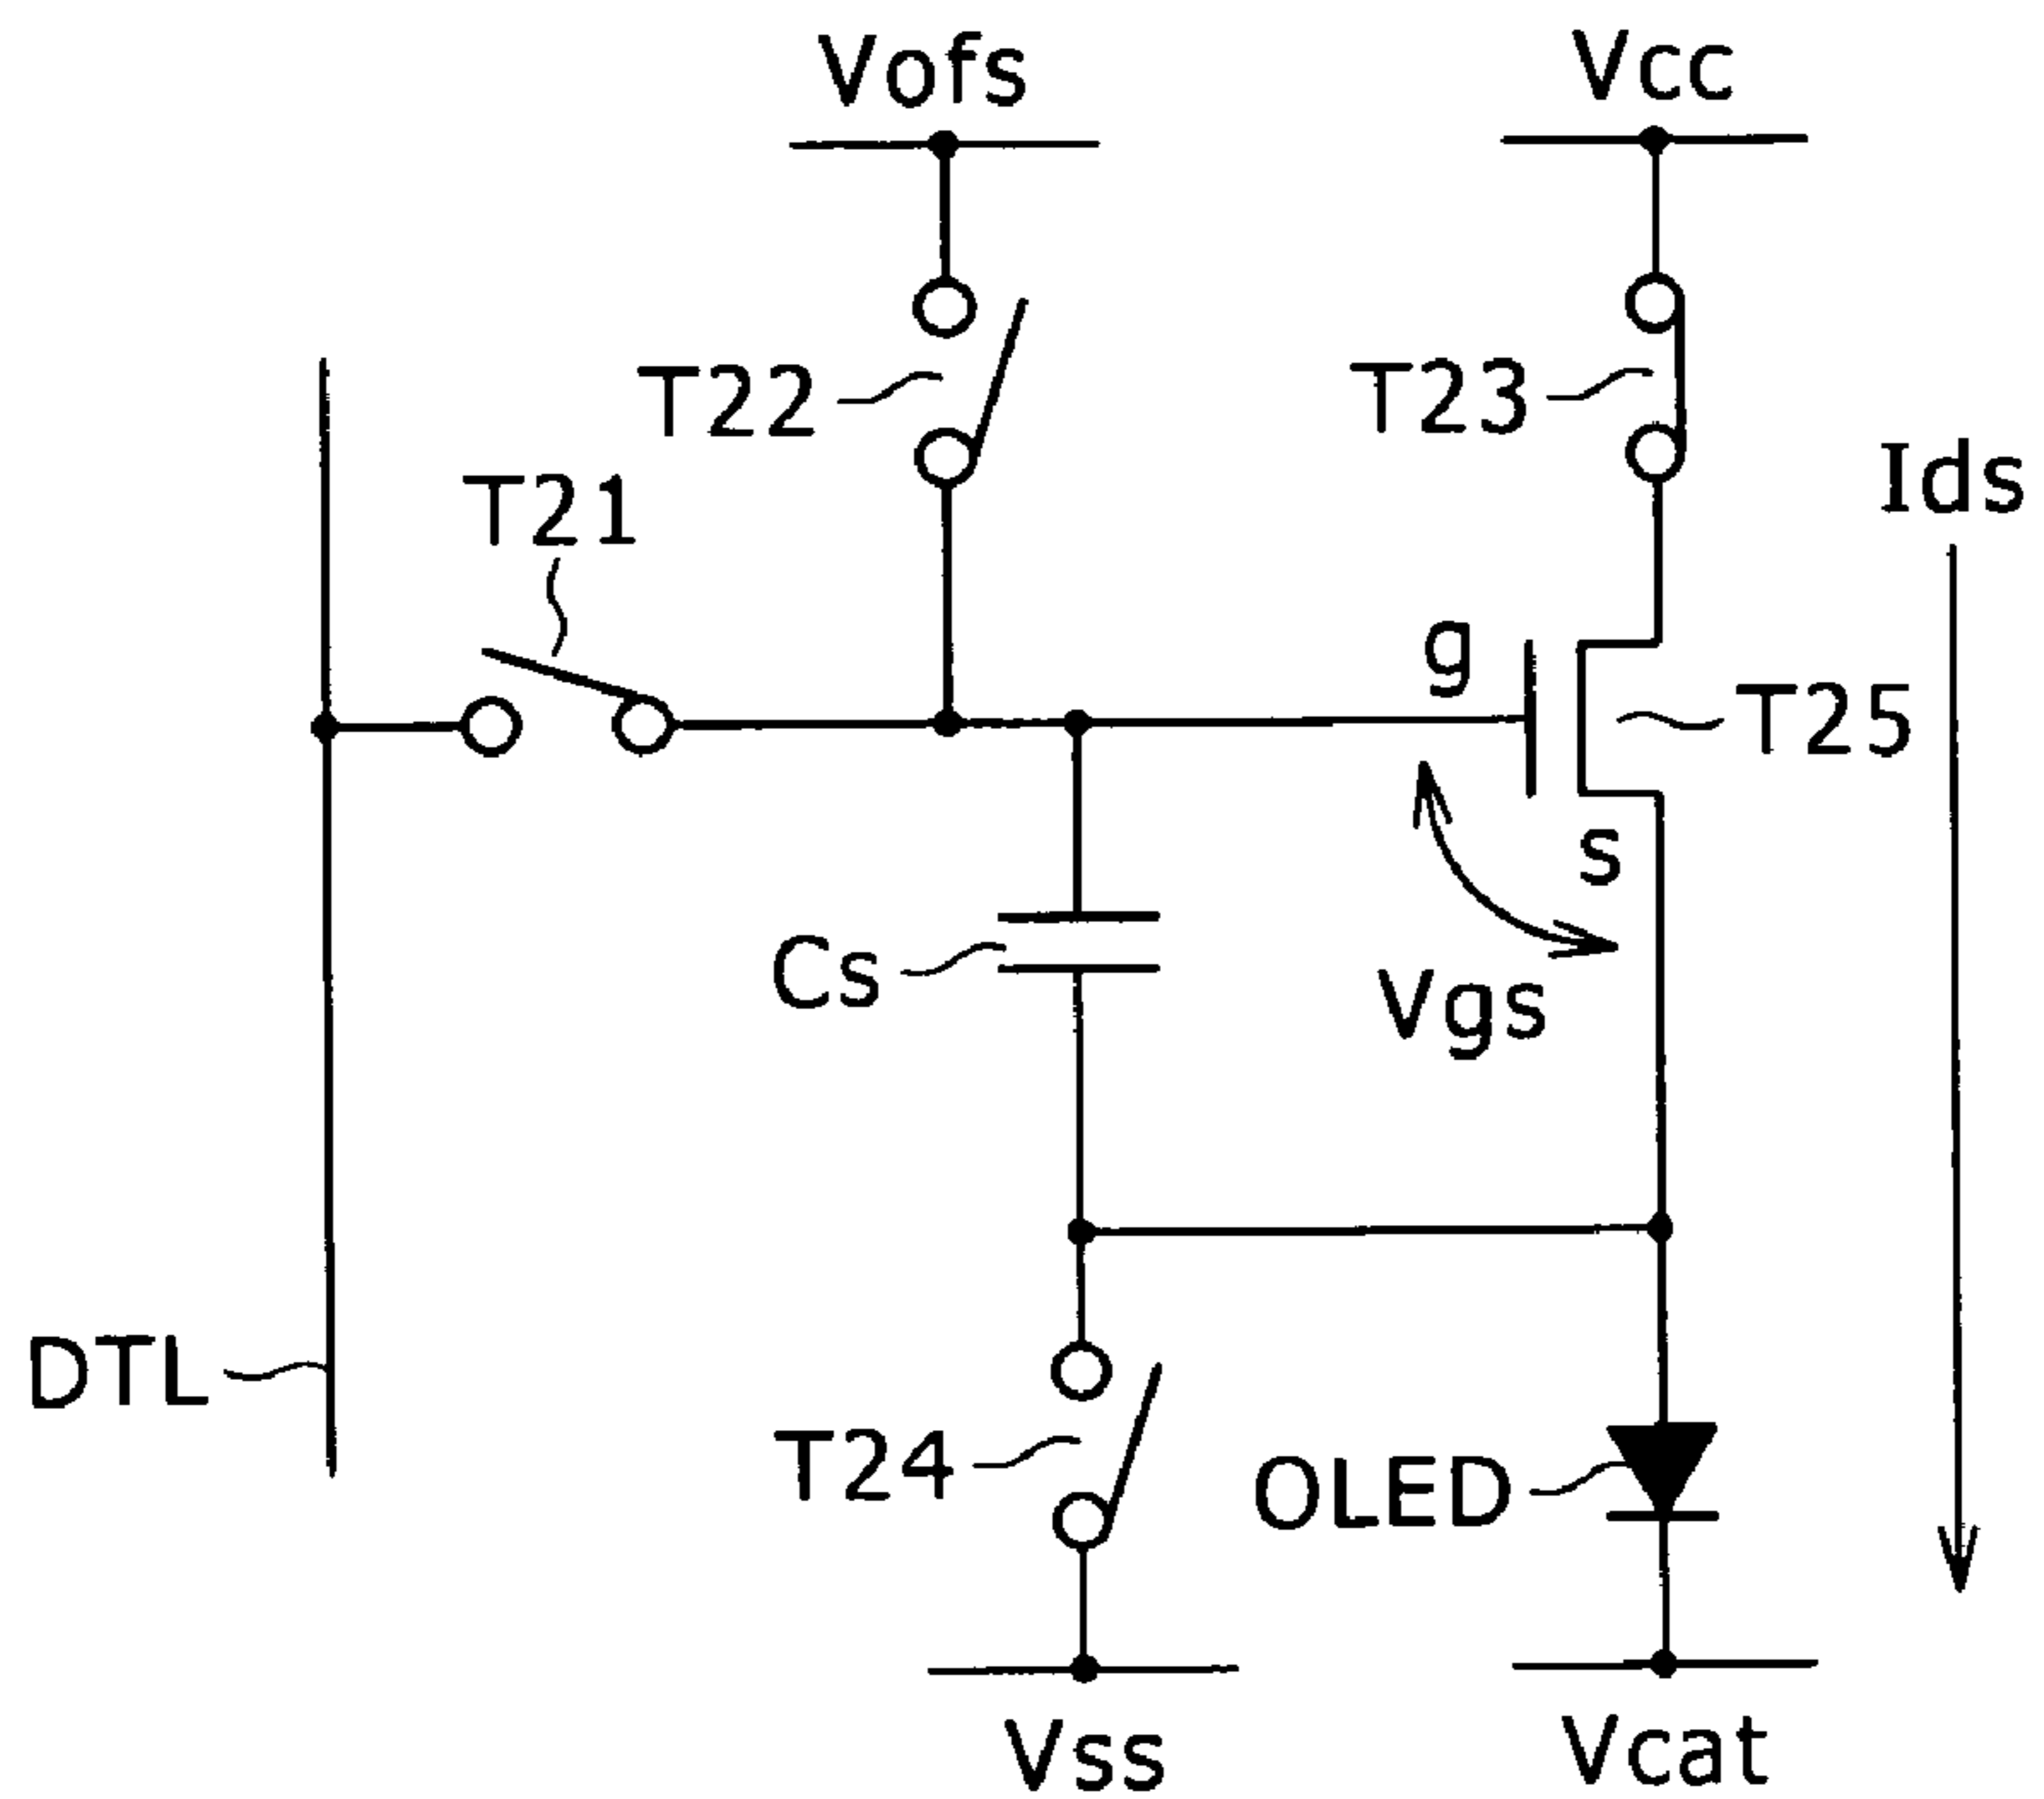 Vofs
Vcc
T22
T23
Ids
T21
g
T25
s
Cs
Vgs
DTL
T24
OLED
Vss
Vcat